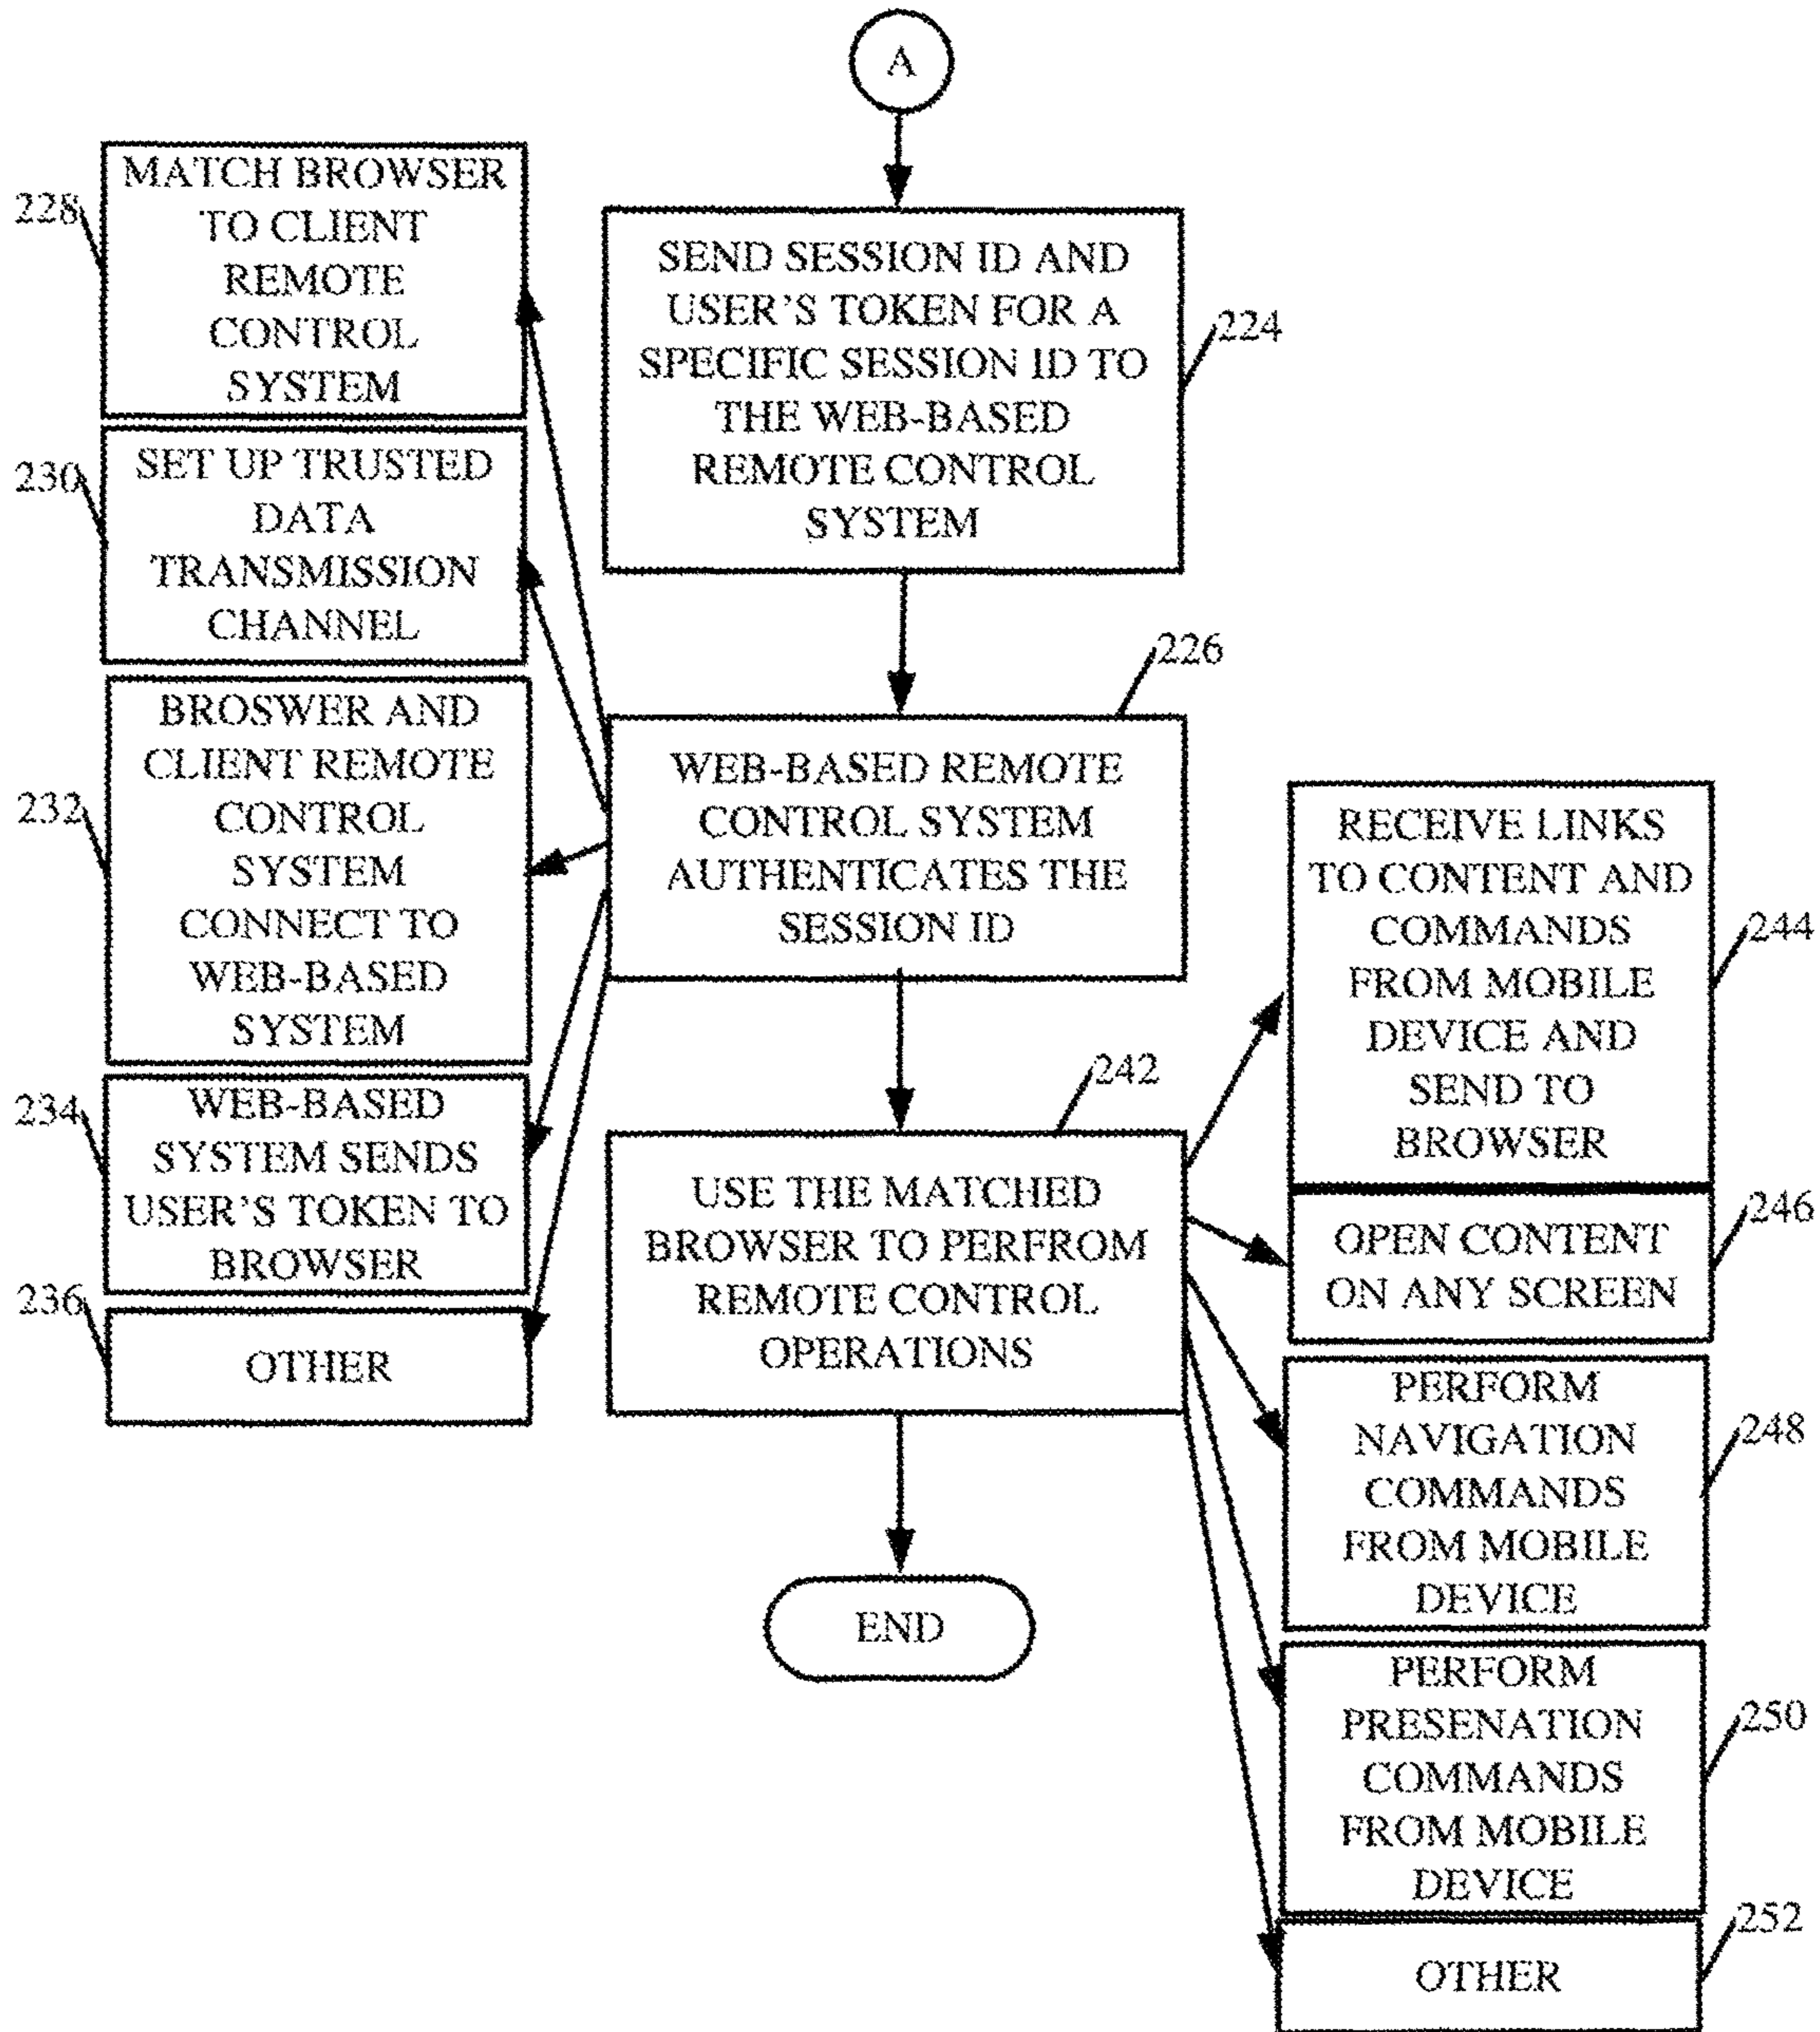 A
SEND SESSION ID AND
USER'S TOKEN FOR A
SPECIFIC SESSION ID TO
THE WEB-BASED
REMOTE CONTROL
SYSTEM
224
MATCH BROWSER
TO CLIENT
REMOTE
CONTROL
SYSTEM
228
SET UP TRUSTED
DATA
TRANSMISSION
CHANNEL
230
BROSWER AND
CLIENT REMOTE
CONTROL
SYSTEM
CONNECT TO
WEB-BASED
SYSTEM
232
WEB-BASED
SYSTEM SENDS
USER'S TOKEN TO
BROWSER
234
OTHER
236
WEB-BASED REMOTE
CONTROL SYSTEM
AUTHENTICATES THE
SESSION ID
226
USE THE MATCHED
BROWSER TO PERFROM
REMOTE CONTROL
OPERATIONS
242
RECEIVE LINKS
TO CONTENT AND
COMMANDS
FROM MOBILE
DEVICE AND
SEND TO
BROWSER
244
OPEN CONTENT
ON ANY SCREEN
246
PERFORM
NAVIGATION
COMMANDS
FROM MOBILE
DEVICE
248
PERFORM
PRESENATION
COMMANDS
FROM MOBILE
DEVICE
250
OTHER
252
END